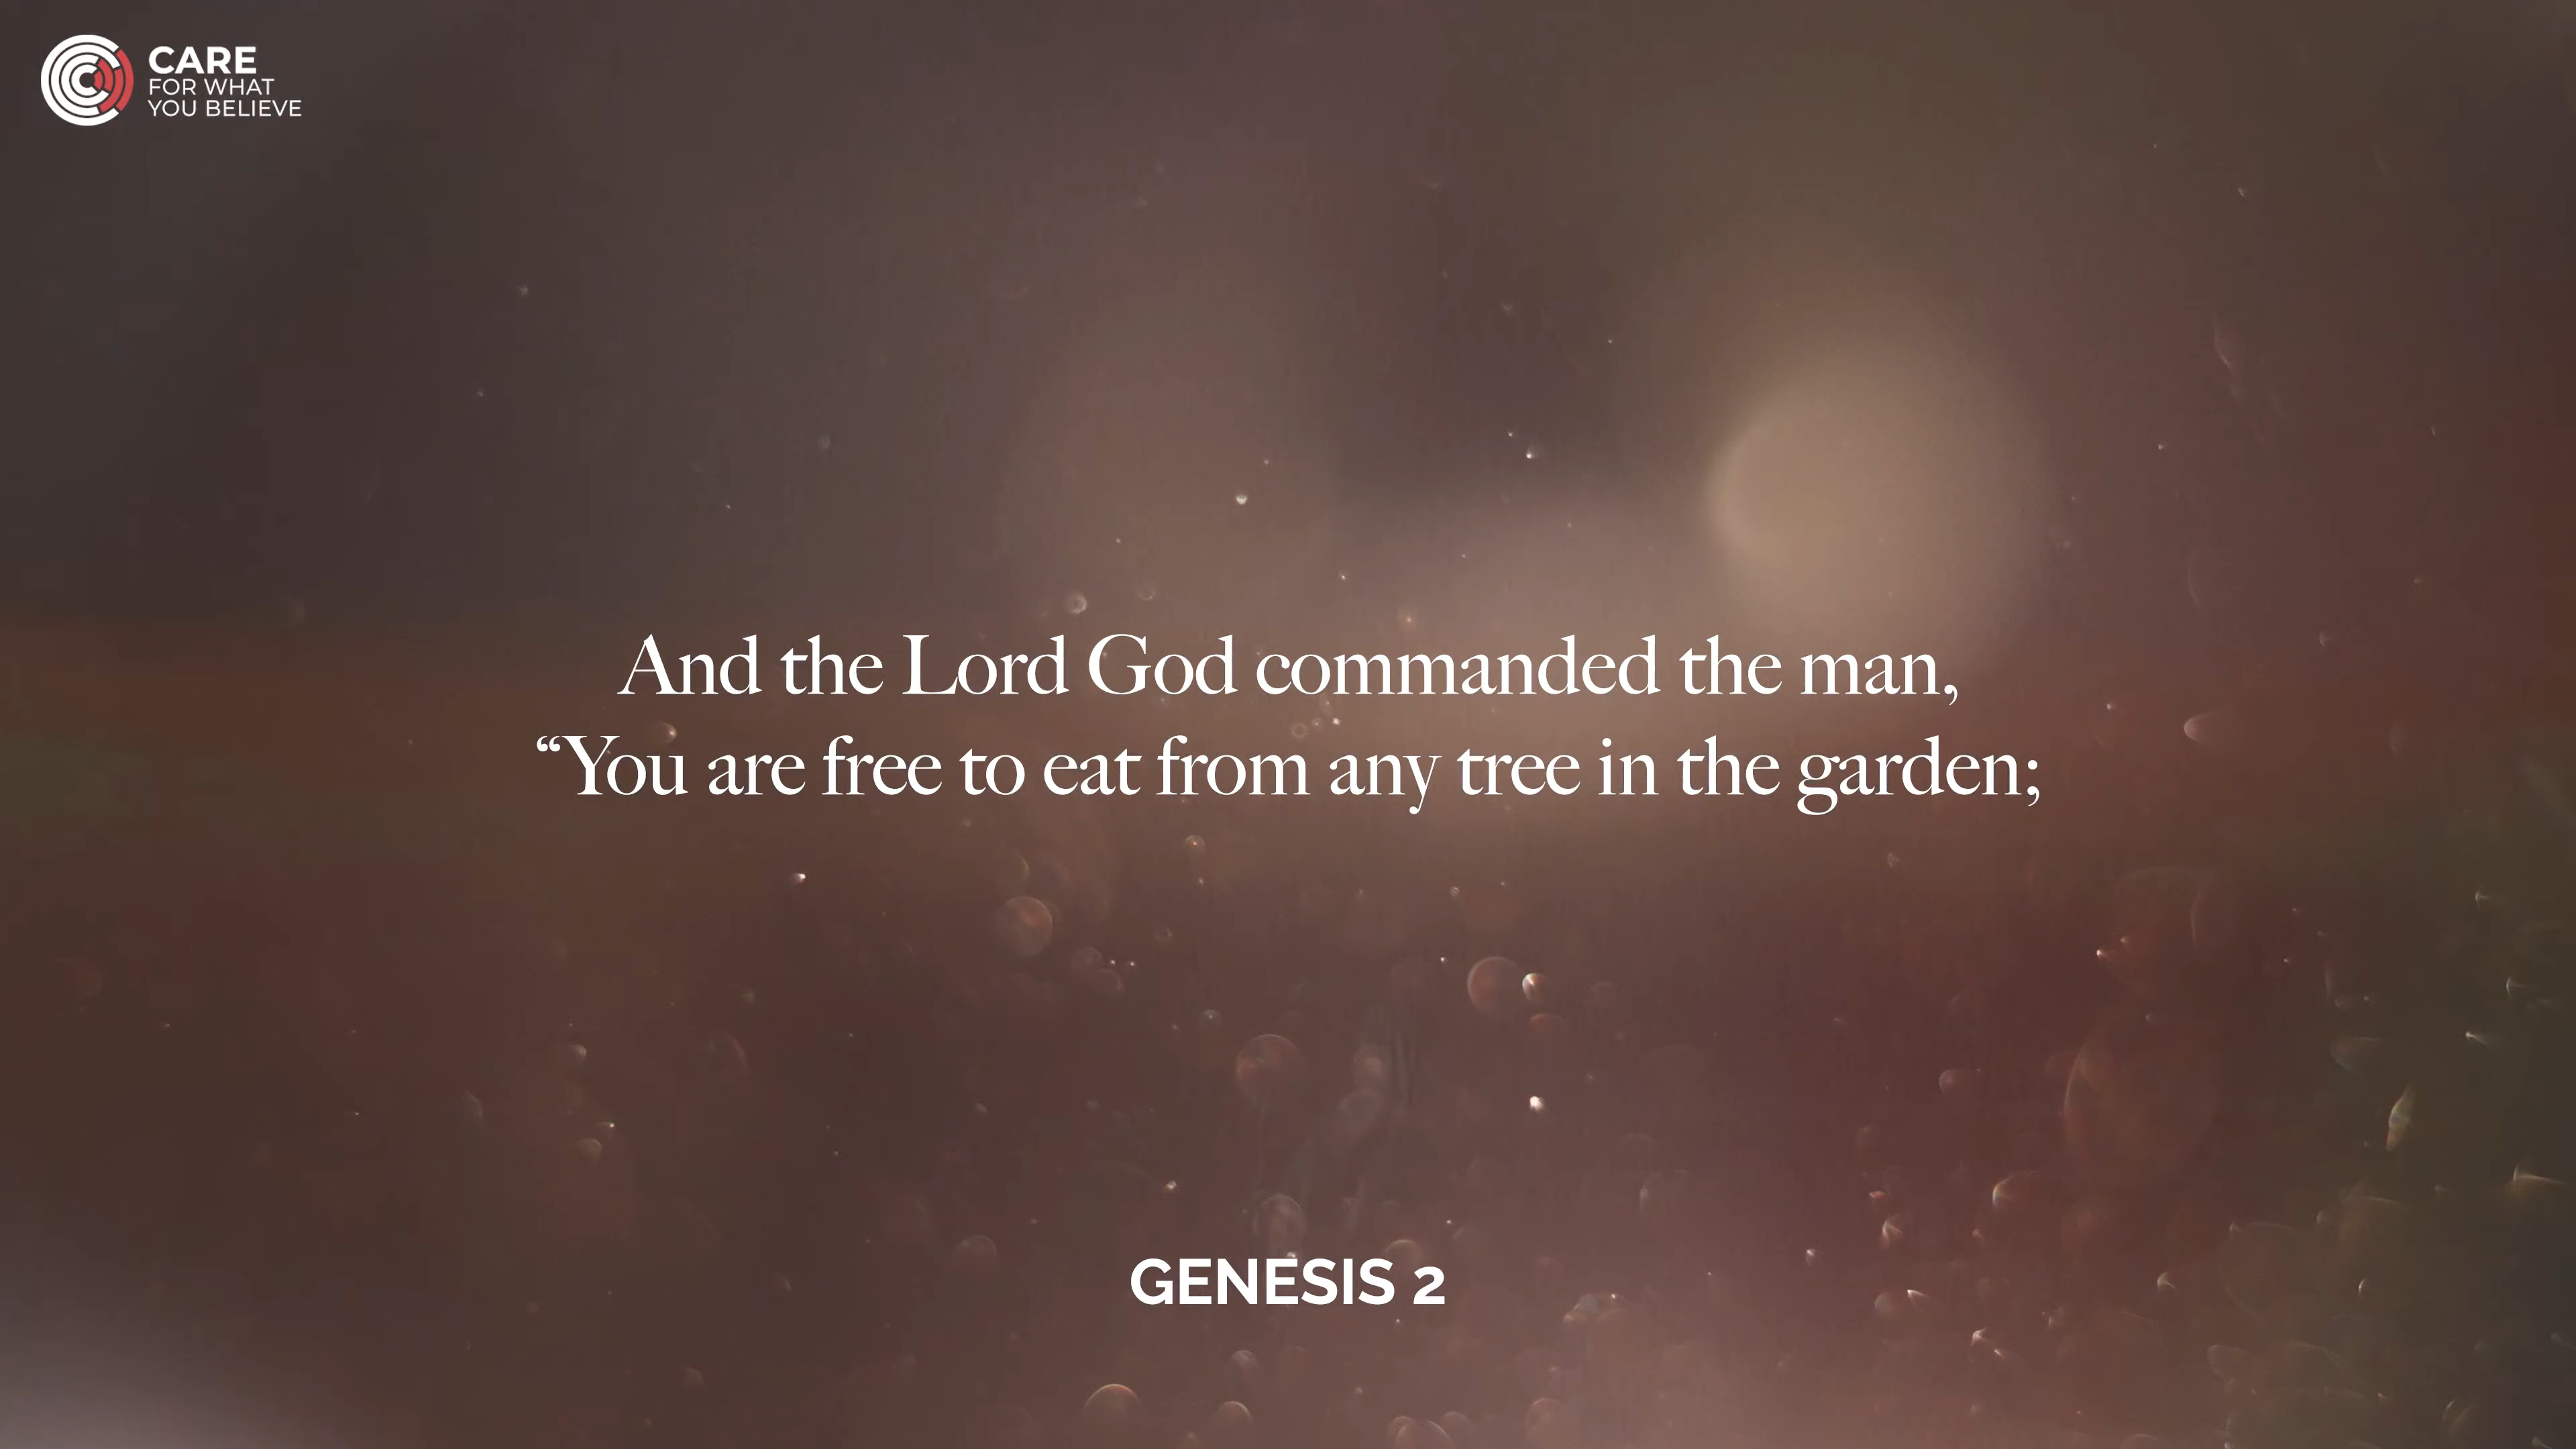 CARE
FOR WHAT
YOU BELIEVE
And the Lord God commanded the man,
“You are free to eat from any tree in the garden;
GENESIS 2